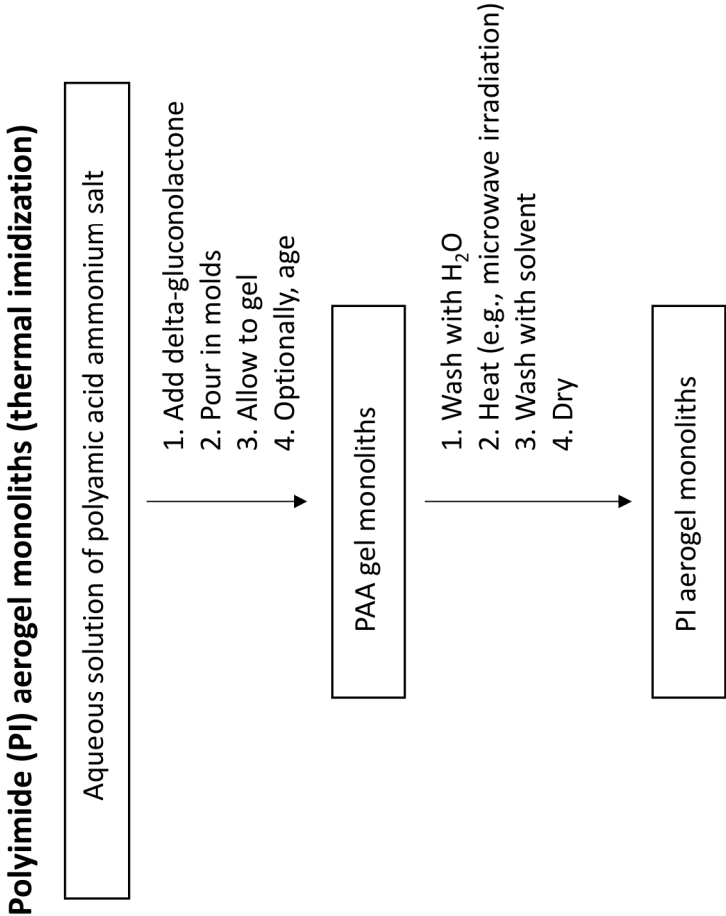 Polyimide (PI) aerogel monoliths (thermal imidization)
Aqueous solution of polyamic acid ammonium salt
1. Add delta-gluconolactone
2. Pour in molds
3. Allow to gel
4. Optionally, age
PAA gel monoliths
1. Wash with H₂O
2. Heat (e.g., microwave irradiation)
3. Wash with solvent
4. Dry
PI aerogel monoliths